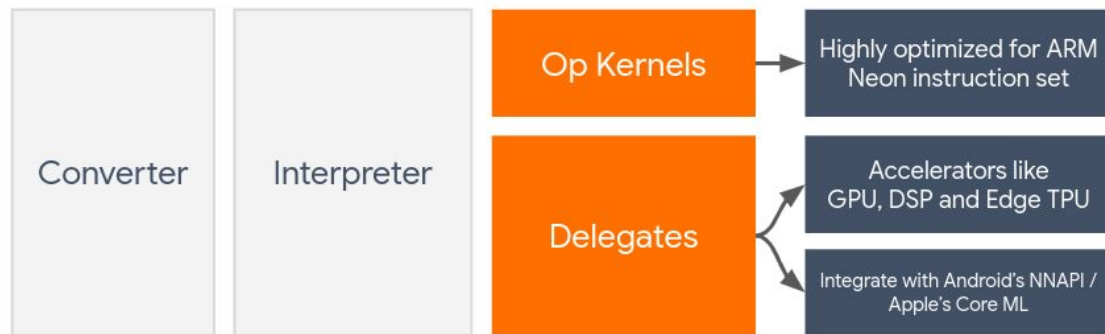 Converter
Interpreter
Op Kernels
Highly optimized for ARM
Neon instruction set
Delegates
Accelerators like
GPU, DSP and Edge TPU
Integrate with Android's NNAPI /
Apple's Core ML